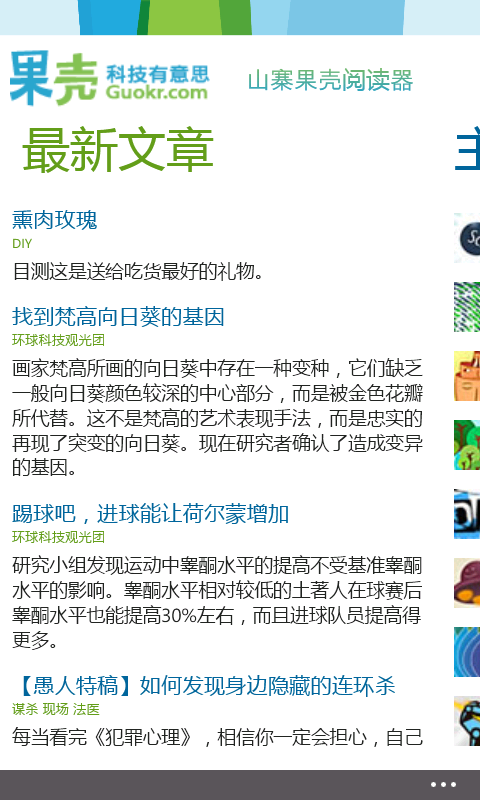 果壳 科技有意思
Guokr.com
山寨果壳阅读器
最新文章
熏肉玫瑰
DIY
目测这是送给吃货最好的礼物。
找到梵高向日葵的基因
环球科技观光团
画家梵高所画的向日葵中存在一种变种，它们缺乏
一般向日葵颜色较深的中心部分，而是被金色花瓣
所代替。这不是梵高的艺术表现手法，而是忠实的
再现了突变的向日葵。现在研究者确认了造成变异
的基因。
踢球吧，进球能让荷尔蒙增加
环球科技观光团
研究小组发现运动中睾酮水平的提高不受基准睾酮
水平的影响。睾酮水平相对较低的土著人在球赛后
睾酮水平也能提高30%左右，而且进球队员提高得
更多。
【愚人特稿】如何发现身边隐藏的连环杀
谋杀 现场 法医
每当看完《犯罪心理》，相信你一定会担心，自己